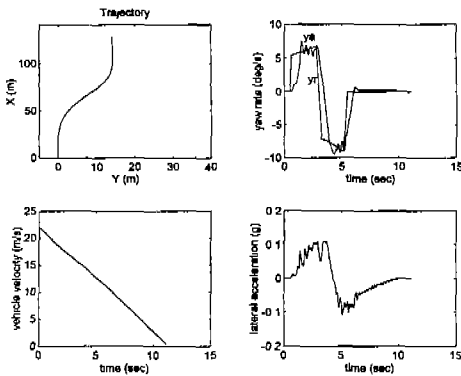 Trajectory
X (m)
100
50
0
0 10 20 30 40
Y (m)
yaw rate (deg/s)
10
5
0
-5
-10
0 5 10 15
time (sec)
ya
yr
vehicle velocity (m/s)
25
20
15
10
5
0
0 5 10 15
time (sec)
lateral acceleration (g)
0 2
0 1
0
-0 1
-0 2
0 5 10 15
time (sec)